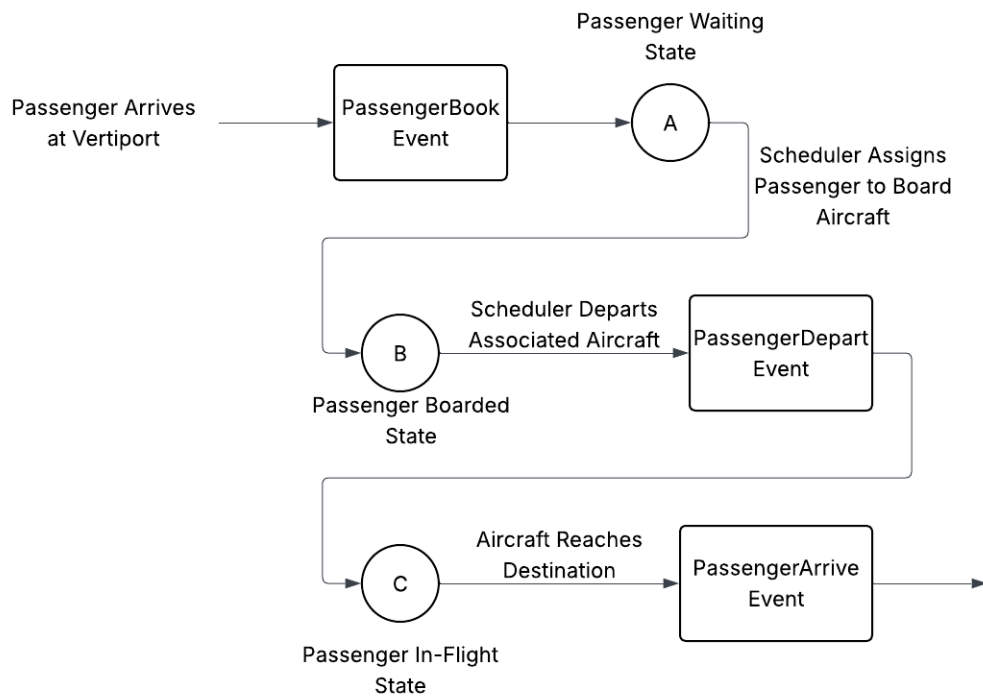 Passenger Waiting
State
Passenger Arrives
at Vertiport
PassengerBook
Event
A
Scheduler Assigns
Passenger to Board
Aircraft
B
Passenger Boarded
State
Scheduler Departs
Associated Aircraft
PassengerDepart
Event
C
Passenger In-Flight
State
Aircraft Reaches
Destination
PassengerArrive
Event